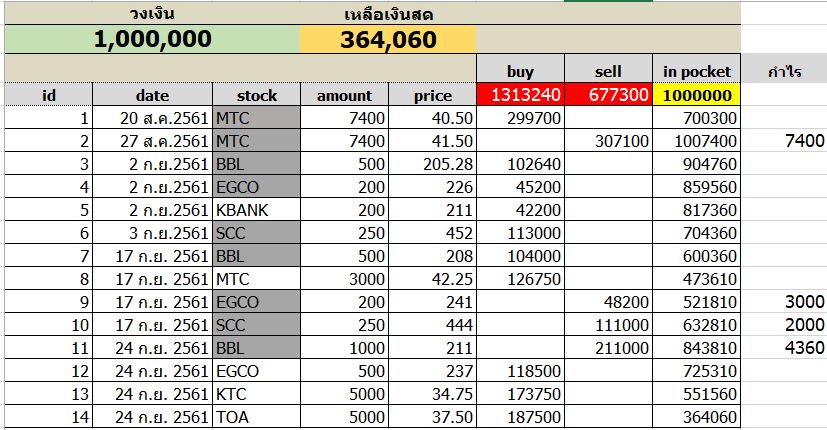 วงเงิน เหลือเงินสด
1,000,000 364,060
buy sell in pocket กำไร
id date stock amount price 1313240 677300 1000000
1 20 ส.ค.2561 MTC 7400 40.50 299700 700300
2 27 ส.ค.2561 MTC 7400 41.50 307100 1007400 7400
3 2 ก.ย.2561 BBL 500 205.28 102640 904760
4 2 ก.ย.2561 EGCO 200 226 45200 859560
5 2 ก.ย.2561 KBANK 200 211 42200 817360
6 3 ก.ย.2561 SCC 250 452 113000 704360
7 17 ก.ย. 2561 BBL 500 208 104000 600360
8 17 ก.ย. 2561 MTC 3000 42.25 126750 473610
9 17 ก.ย. 2561 EGCO 200 241 48200 521810 3000
10 17 ก.ย. 2561 SCC 250 444 111000 632810 2000
11 24 ก.ย. 2561 BBL 1000 211 211000 843810 4360
12 24 ก.ย. 2561 EGCO 500 237 118500 725310
13 24 ก.ย. 2561 KTC 5000 34.75 173750 551560
14 24 ก.ย. 2561 TOA 5000 37.50 187500 364060